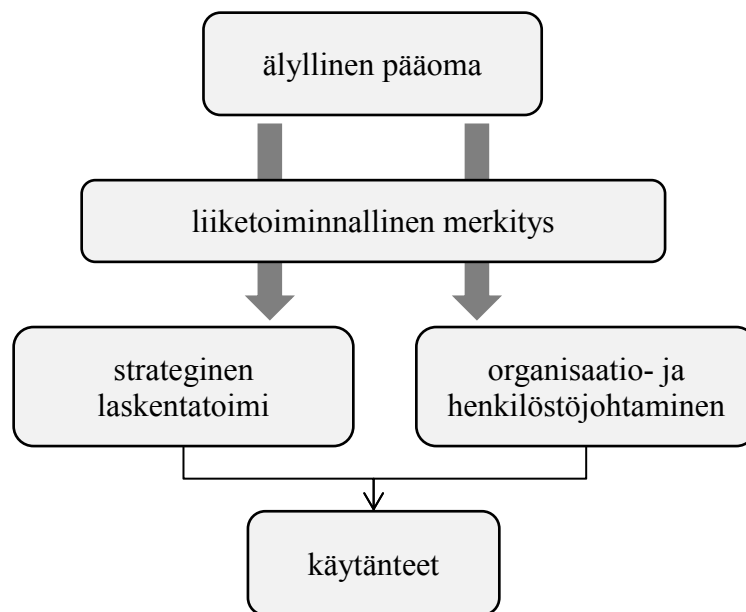 älyllinen pääoma
liiketoiminnallinen merkitys
strateginen
laskentatoimi
organisaatio- ja
henkilöstöjohtaminen
käytänteet